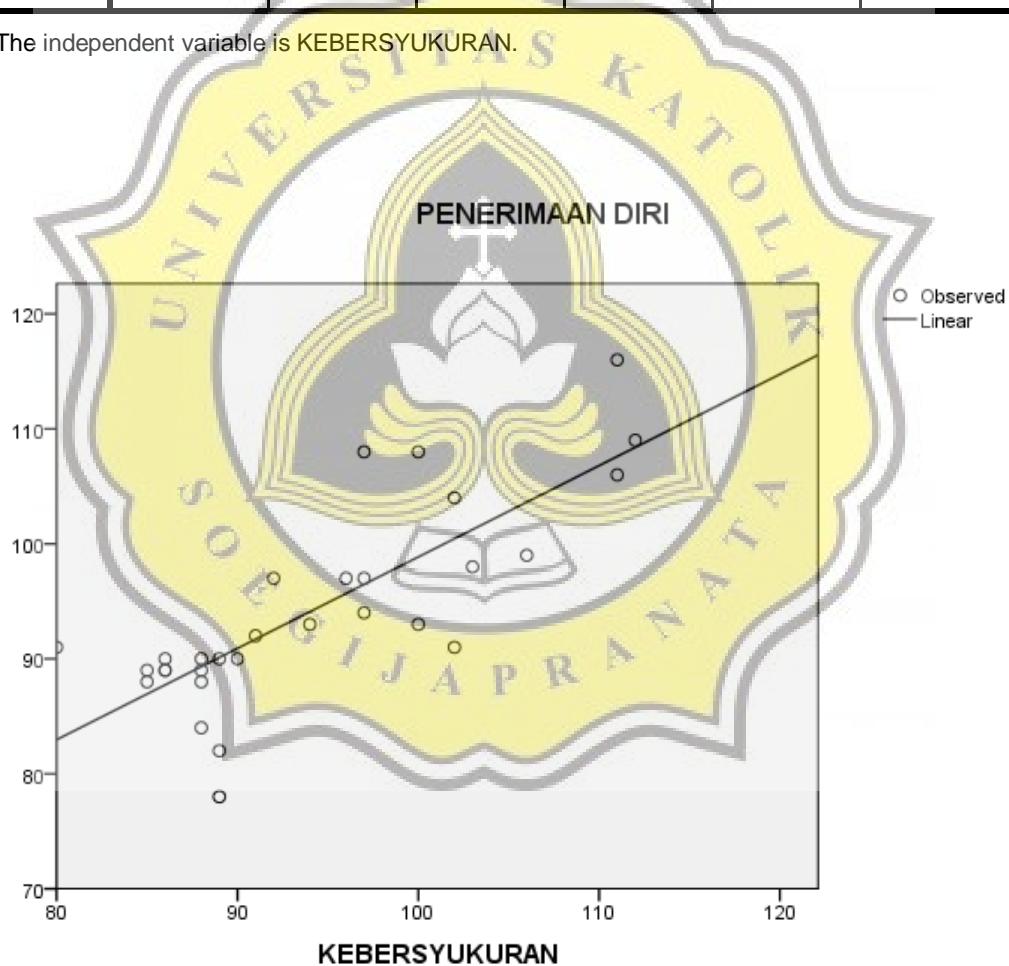 The independent variable is KEBERSYUKURAN.
UNIVERSITAS KATOLIK
SOEGIJAPRANATA
PENERIMAAN DIRI
Observed
Linear
120
110
100
90
80
70
80 90 100 110 120
KEBERSYUKURAN